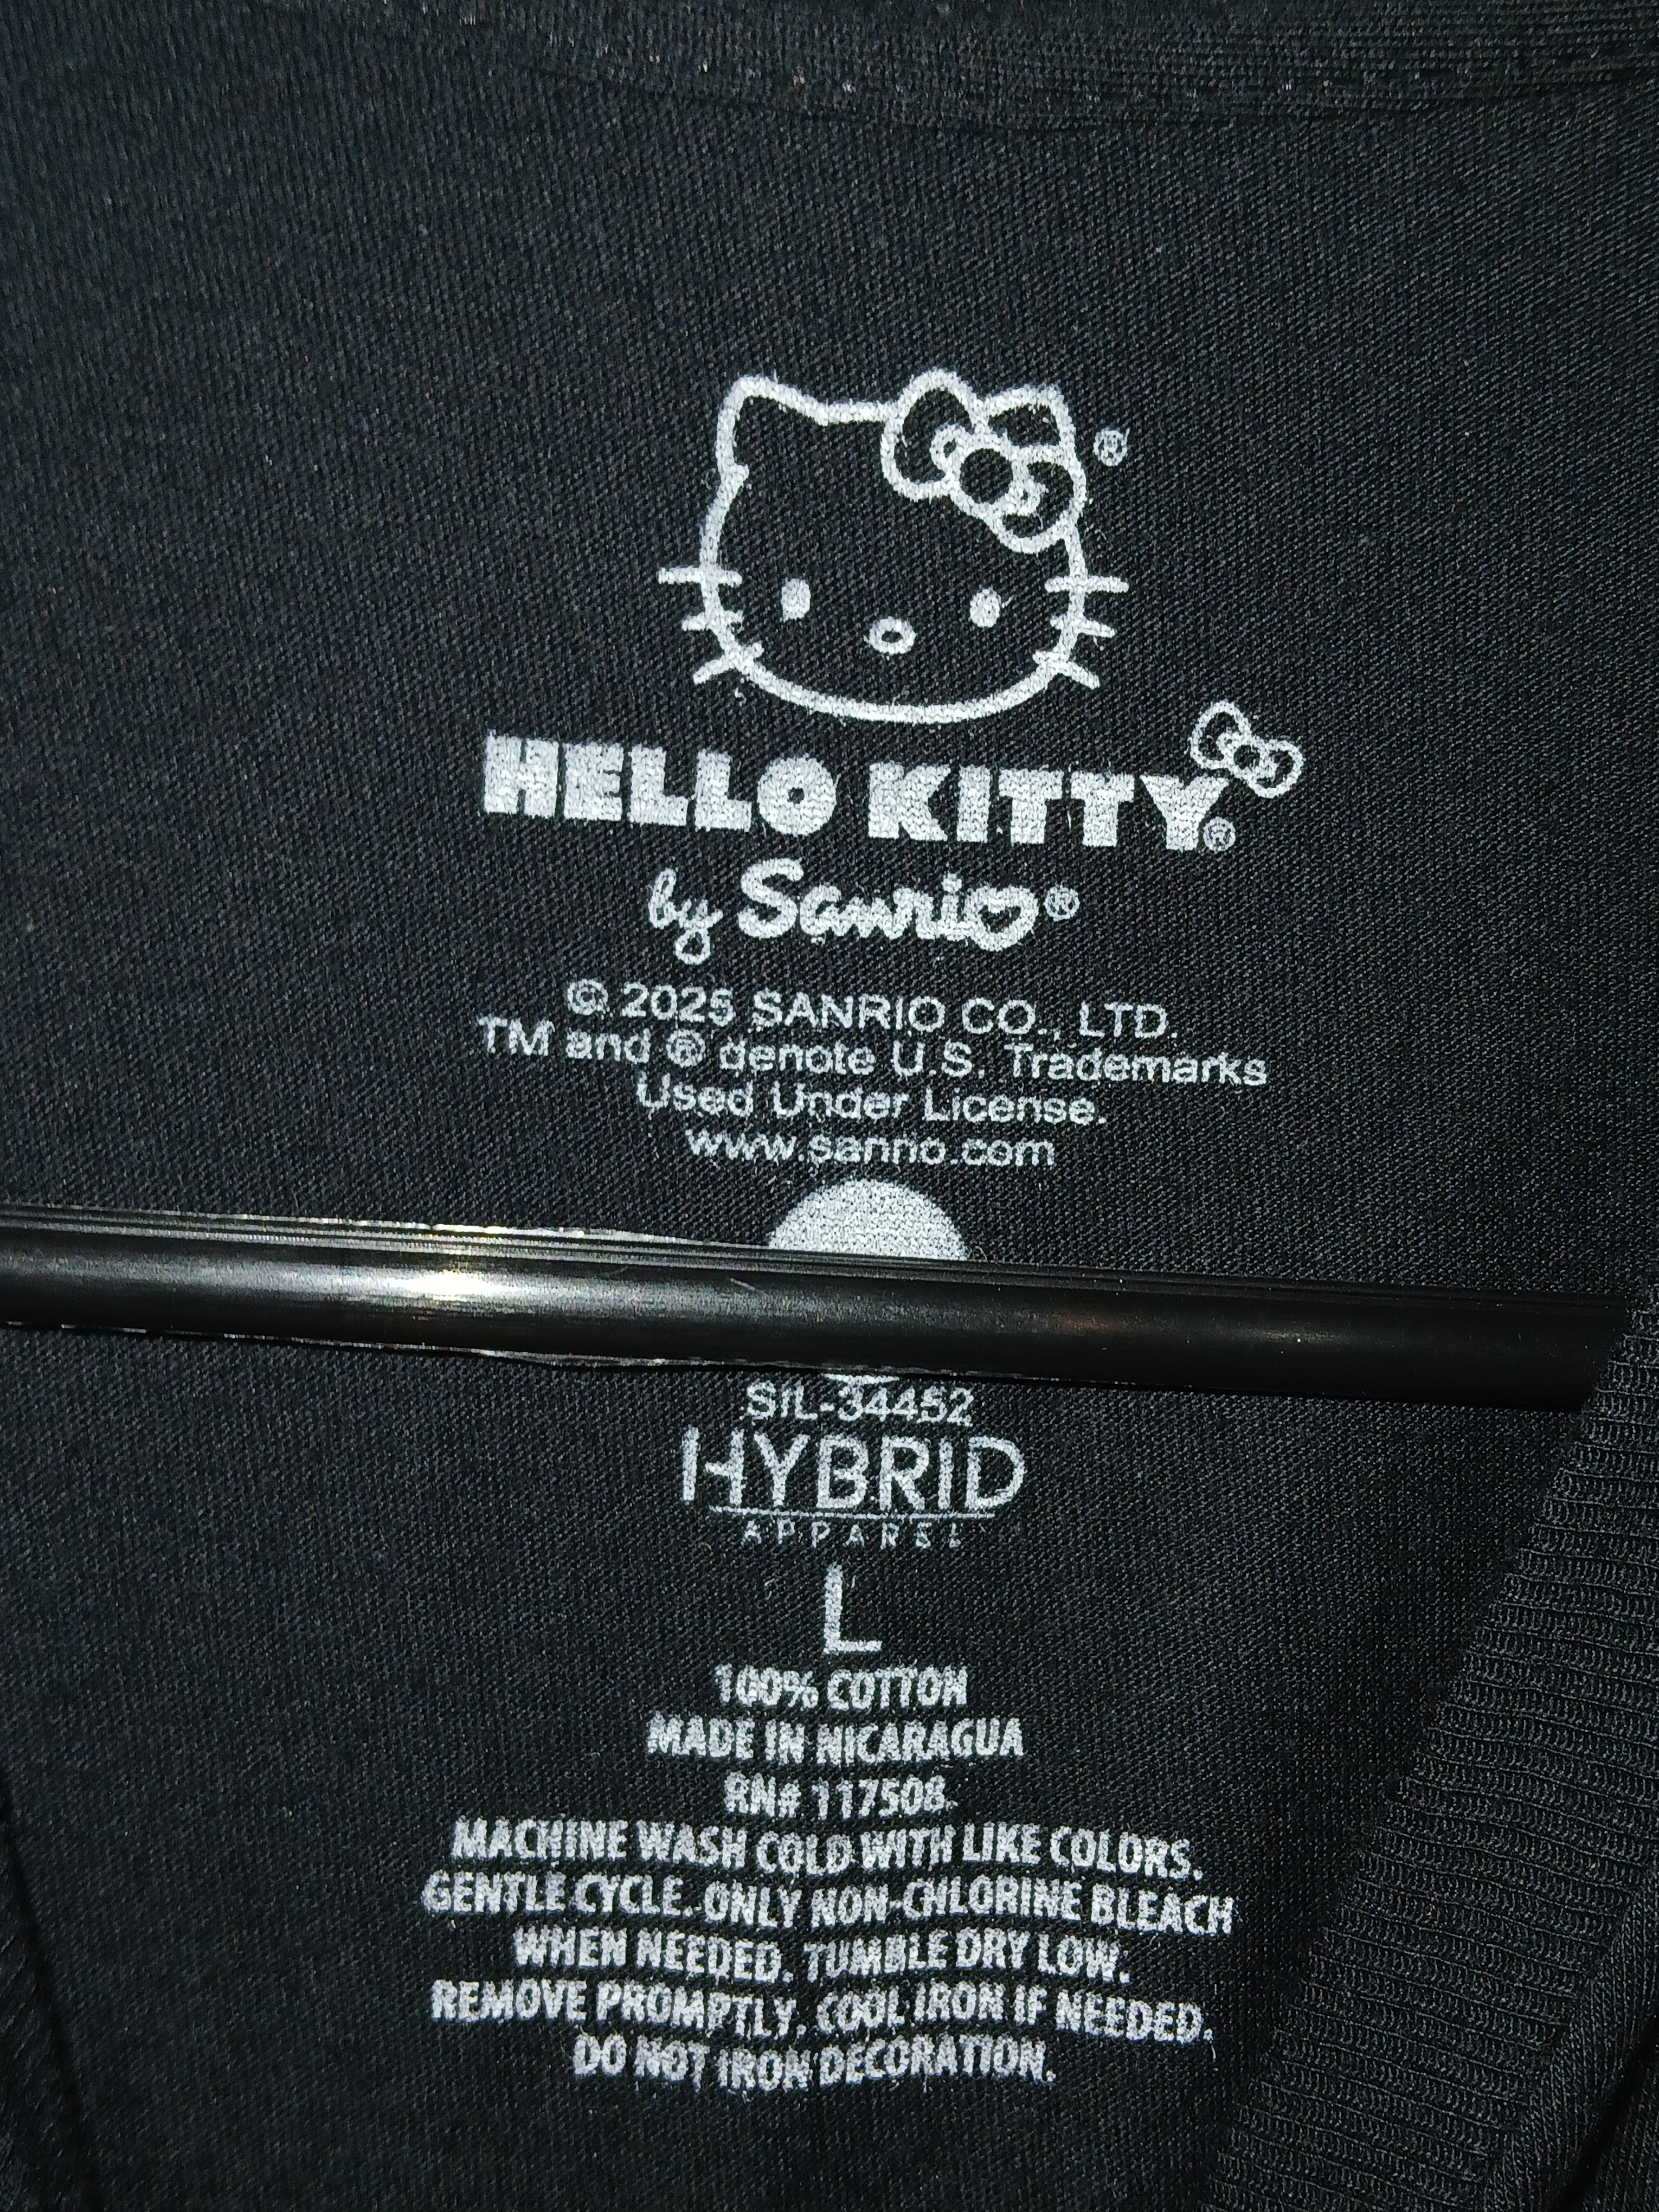 ®
HELLO KITTY®
by Sanrio®
© 2025 SANRIO CO., LTD.
TM and ® denote U.S. Trademarks
Used Under License.
www.sanrio.com
SIL-34452
HYBRID
APPAREL
L
100% COTTON
MADE IN NICARAGUA
RN# 117508
MACHINE WASH COLD WITH LIKE COLORS.
GENTLE CYCLE. ONLY NON-CHLORINE BLEACH
WHEN NEEDED. TUMBLE DRY LOW.
REMOVE PROMPTLY. COOL IRON IF NEEDED.
DO NOT IRON DECORATION.